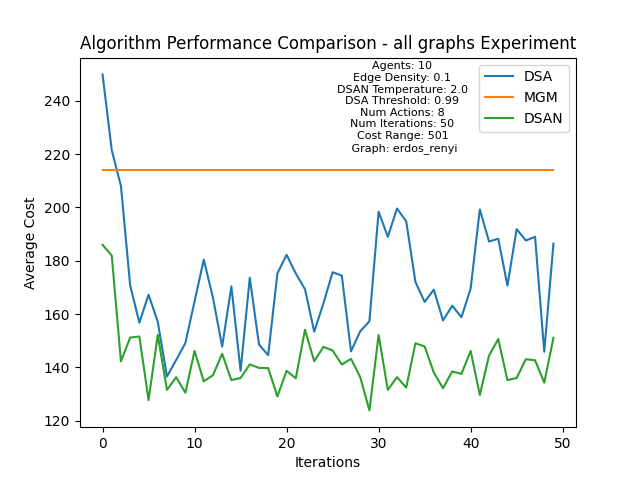 Algorithm Performance Comparison - all graphs Experiment
Agents: 10
Edge Density: 0.1
DSAN Temperature: 2.0
DSA Threshold: 0.99
Num Actions: 8
Num Iterations: 50
Cost Range: 501
Graph: erdos_renyi
DSA
MGM
DSAN
Average Cost
240
220
200
180
160
140
120
0 10 20 30 40 50
Iterations